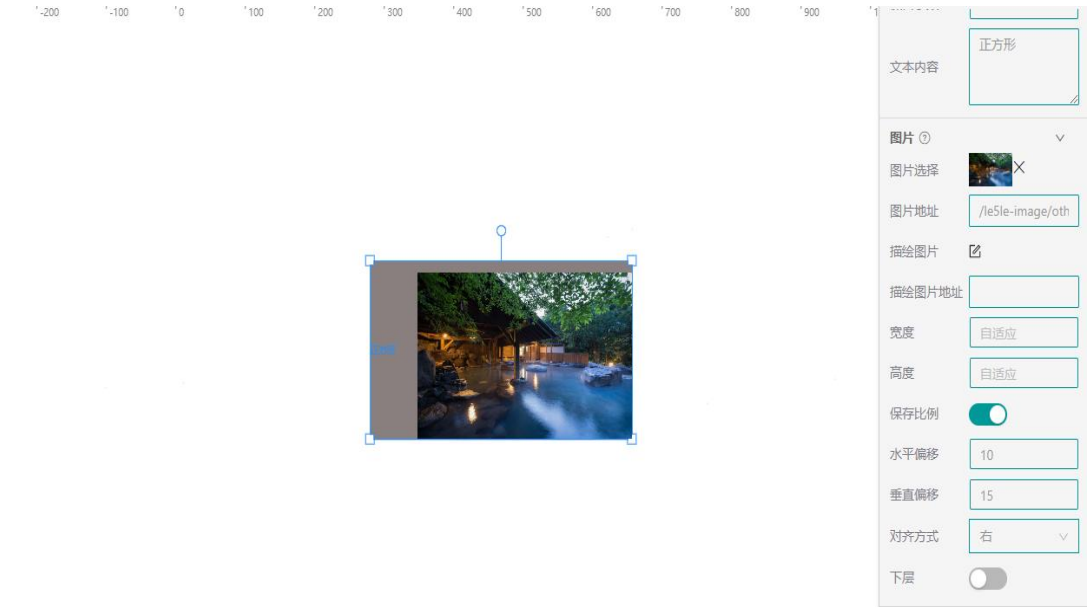 -200 -100 0 100 200 300 400 500 600 700 800 900
文本内容
正方形
图片
图片选择
图片地址 /le5le-image/oth
描绘图片
描绘图片地址
宽度 自适应
高度 自适应
保存比例
水平偏移 10
垂直偏移 15
对齐方式 右
下层